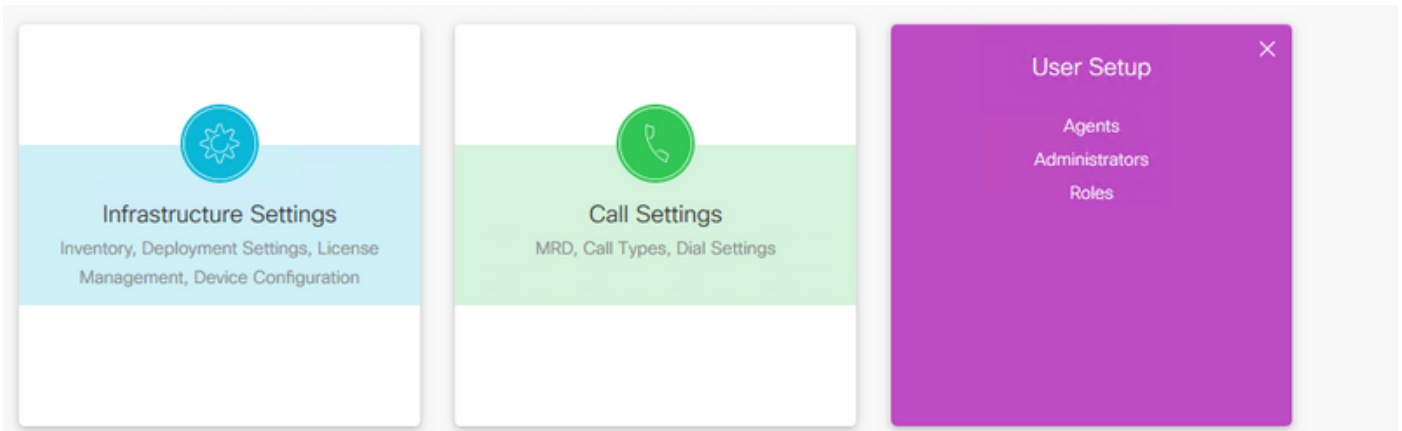 Infrastructure Settings
Inventory, Deployment Settings, License
Management, Device Configuration
Call Settings
MRD, Call Types, Dial Settings
User Setup
Agents
Administrators
Roles